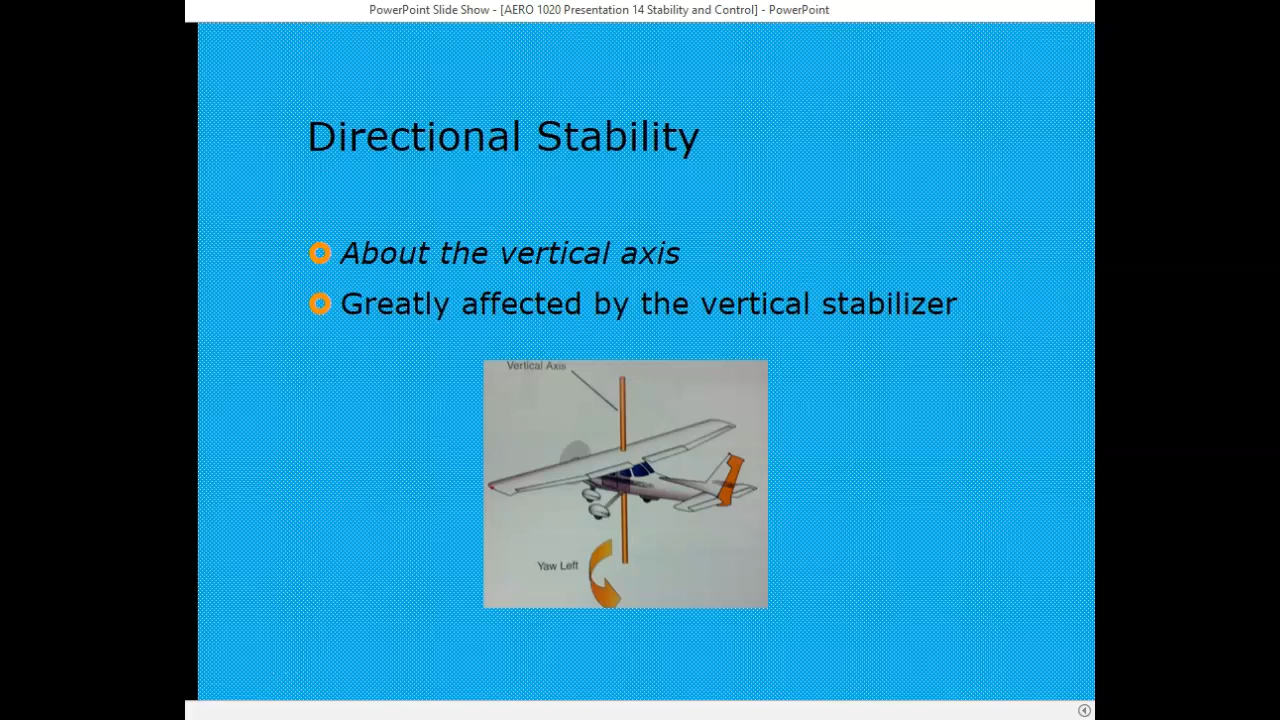 PowerPoint Slide Show - [AERO 1020 Presentation 14 Stability and Control] - PowerPoint
Directional Stability
About the vertical axis
Greatly affected by the vertical stabilizer
Vertical Axis
Yaw Left